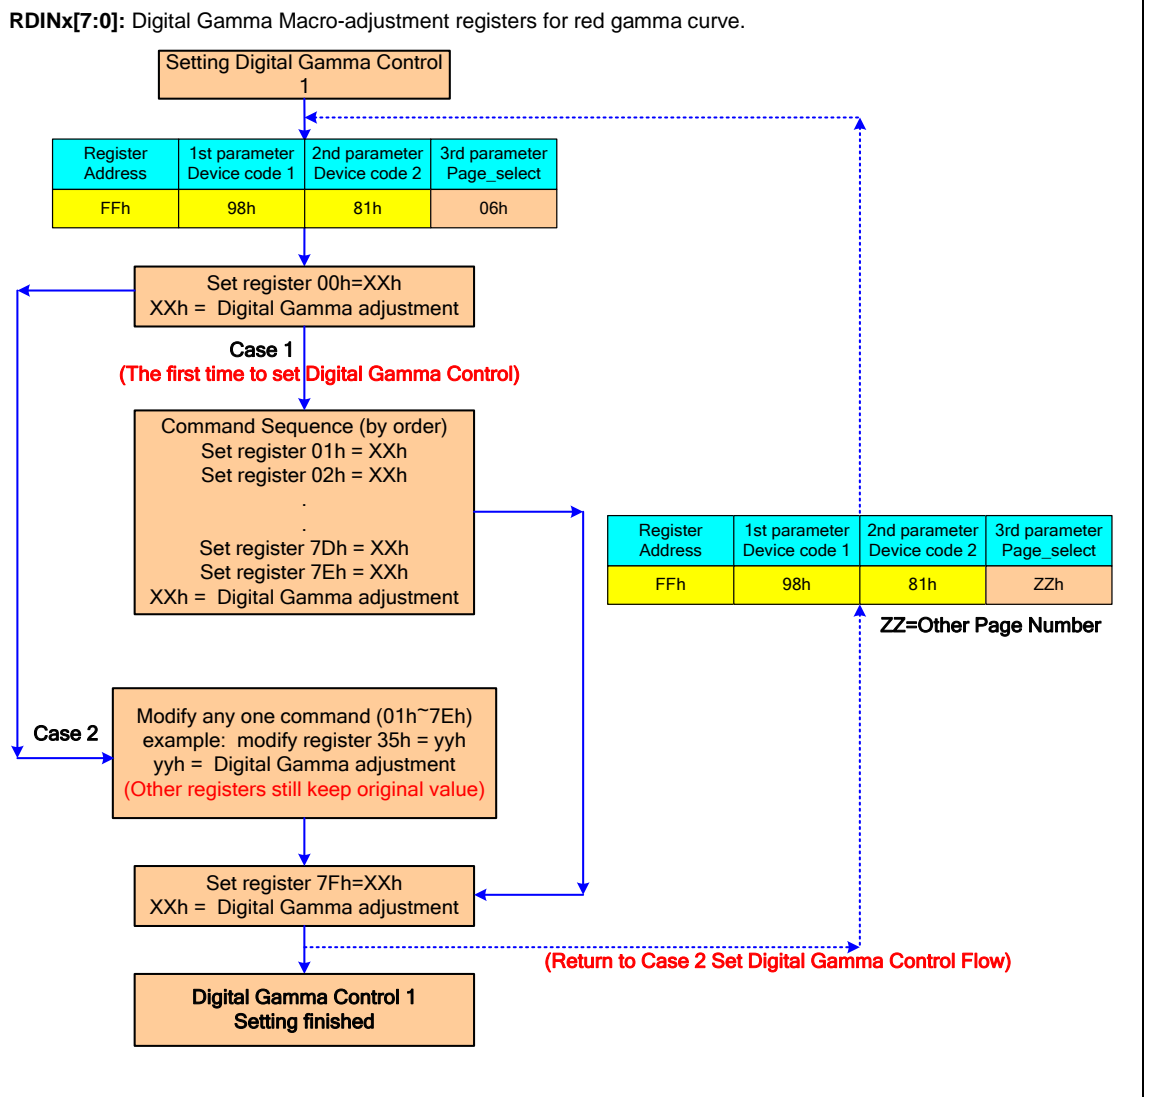 RDINx[7:0]: Digital Gamma Macro-adjustment registers for red gamma curve.
Setting Digital Gamma Control
1
Register Address
1st parameter Device code 1
2nd parameter Device code 2
3rd parameter Page_select
FFh
98h
81h
06h
Set register 00h=XXh
XXh =  Digital Gamma adjustment
Case 1
(The first time to set Digital Gamma Control)
Command Sequence (by order)
Set register 01h = XXh
Set register 02h = XXh
.
.
Set register 7Dh = XXh
Set register 7Eh = XXh
XXh =  Digital Gamma adjustment
Register Address
1st parameter Device code 1
2nd parameter Device code 2
3rd parameter Page_select
FFh
98h
81h
ZZh
ZZ=Other Page Number
Case 2
Modify any one command (01h~7Eh)
example:  modify register 35h = yyh
yyh =  Digital Gamma adjustment
(Other registers still keep original value)
Set register 7Fh=XXh
XXh =  Digital Gamma adjustment
(Return to Case 2 Set Digital Gamma Control Flow)
Digital Gamma Control 1
Setting finished